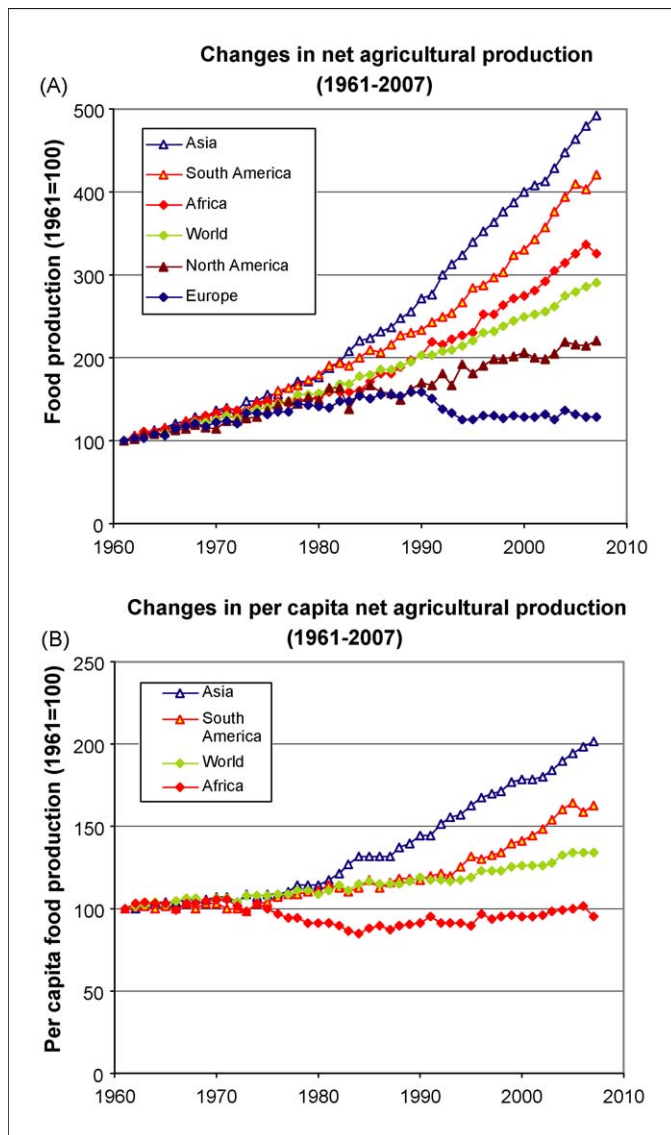 Changes in net agricultural production
(1961-2007)
(A)
Food production (1961=100)
500
400
300
200
100
0
Asia
South America
Africa
World
North America
Europe
1960 1970 1980 1990 2000 2010
Changes in per capita net agricultural production
(1961-2007)
(B)
Per capita food production (1961=100)
250
200
150
100
50
0
Asia
South
America
World
Africa
1960 1970 1980 1990 2000 2010